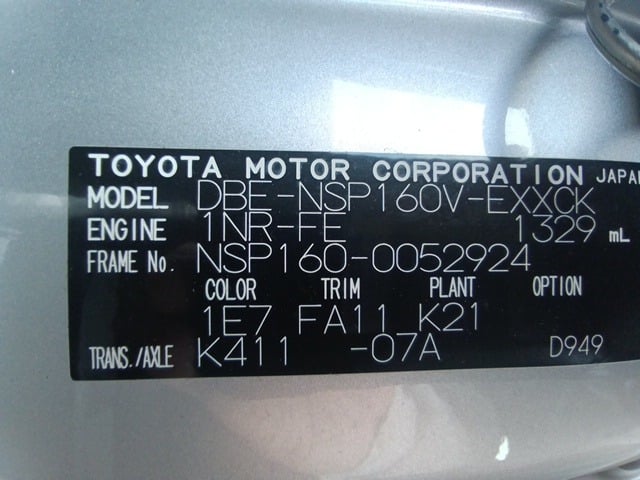 TOYOTA MOTOR CORPORATION JAPAN
MODEL DBE-NSP160V-EXXCK
ENGINE 1NR-FE 1329 mL
FRAME No. NSP160-0052924
COLOR TRIM PLANT OPTION
1E7 FA11 K21
TRANS./AXLE K411 -07A D949